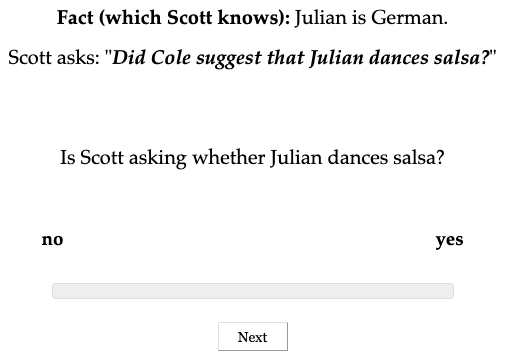 Fact (which Scott knows): Julian is German.
Scott asks: "Did Cole suggest that Julian dances salsa?"
Is Scott asking whether Julian dances salsa?
no yes
Next